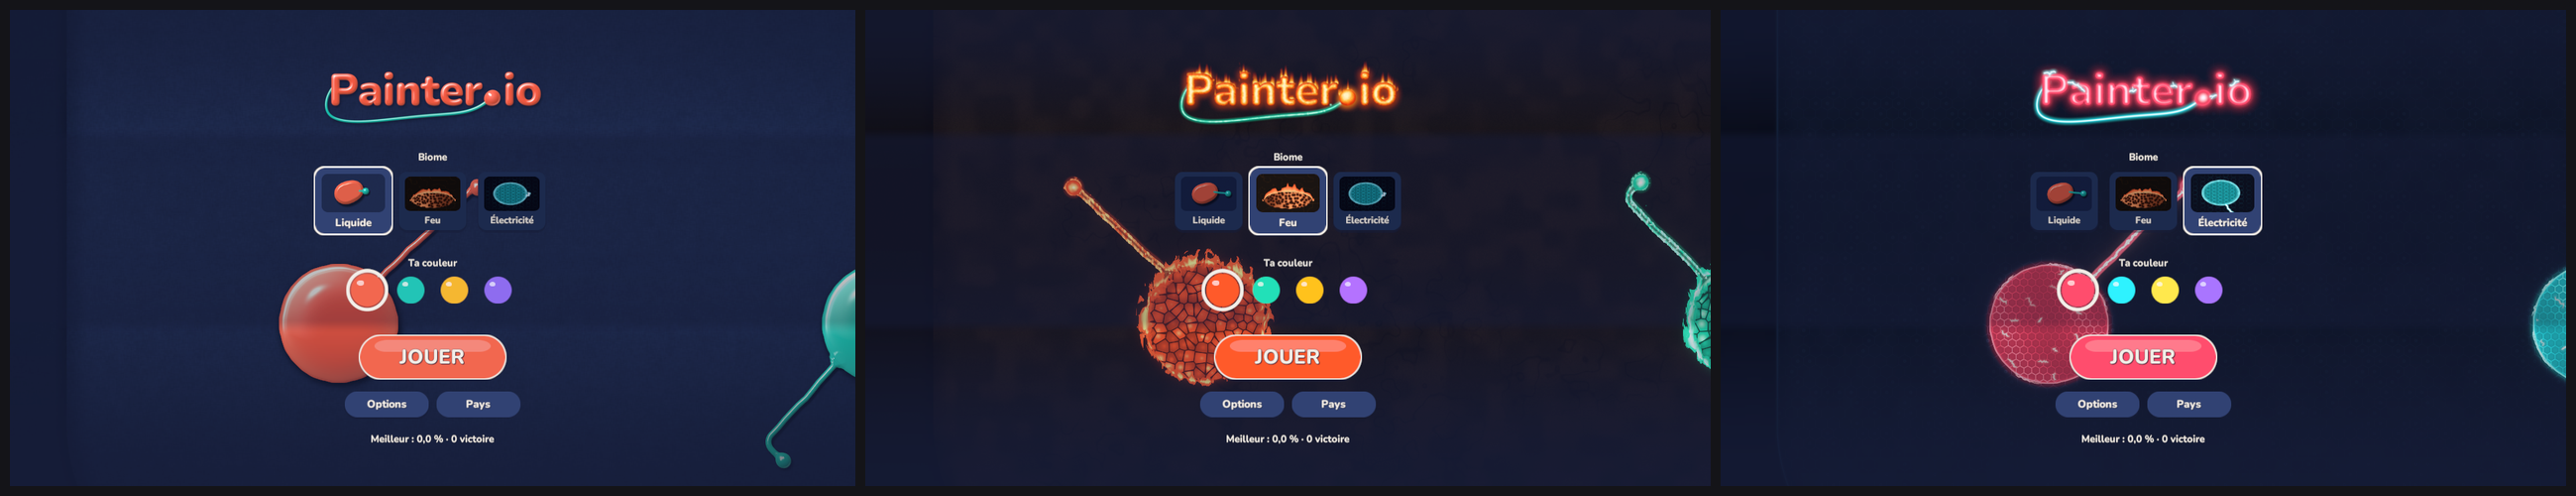 Painter.io
Biome
Liquide
Feu
Électricité
Ta couleur
JOUER
Options
Pays
Meilleur : 0,0 % · 0 victoire
Painter.io
Biome
Liquide
Feu
Électricité
Ta couleur
JOUER
Options
Pays
Meilleur : 0,0 % · 0 victoire
Painter.io
Biome
Liquide
Feu
Électricité
Ta couleur
JOUER
Options
Pays
Meilleur : 0,0 % · 0 victoire